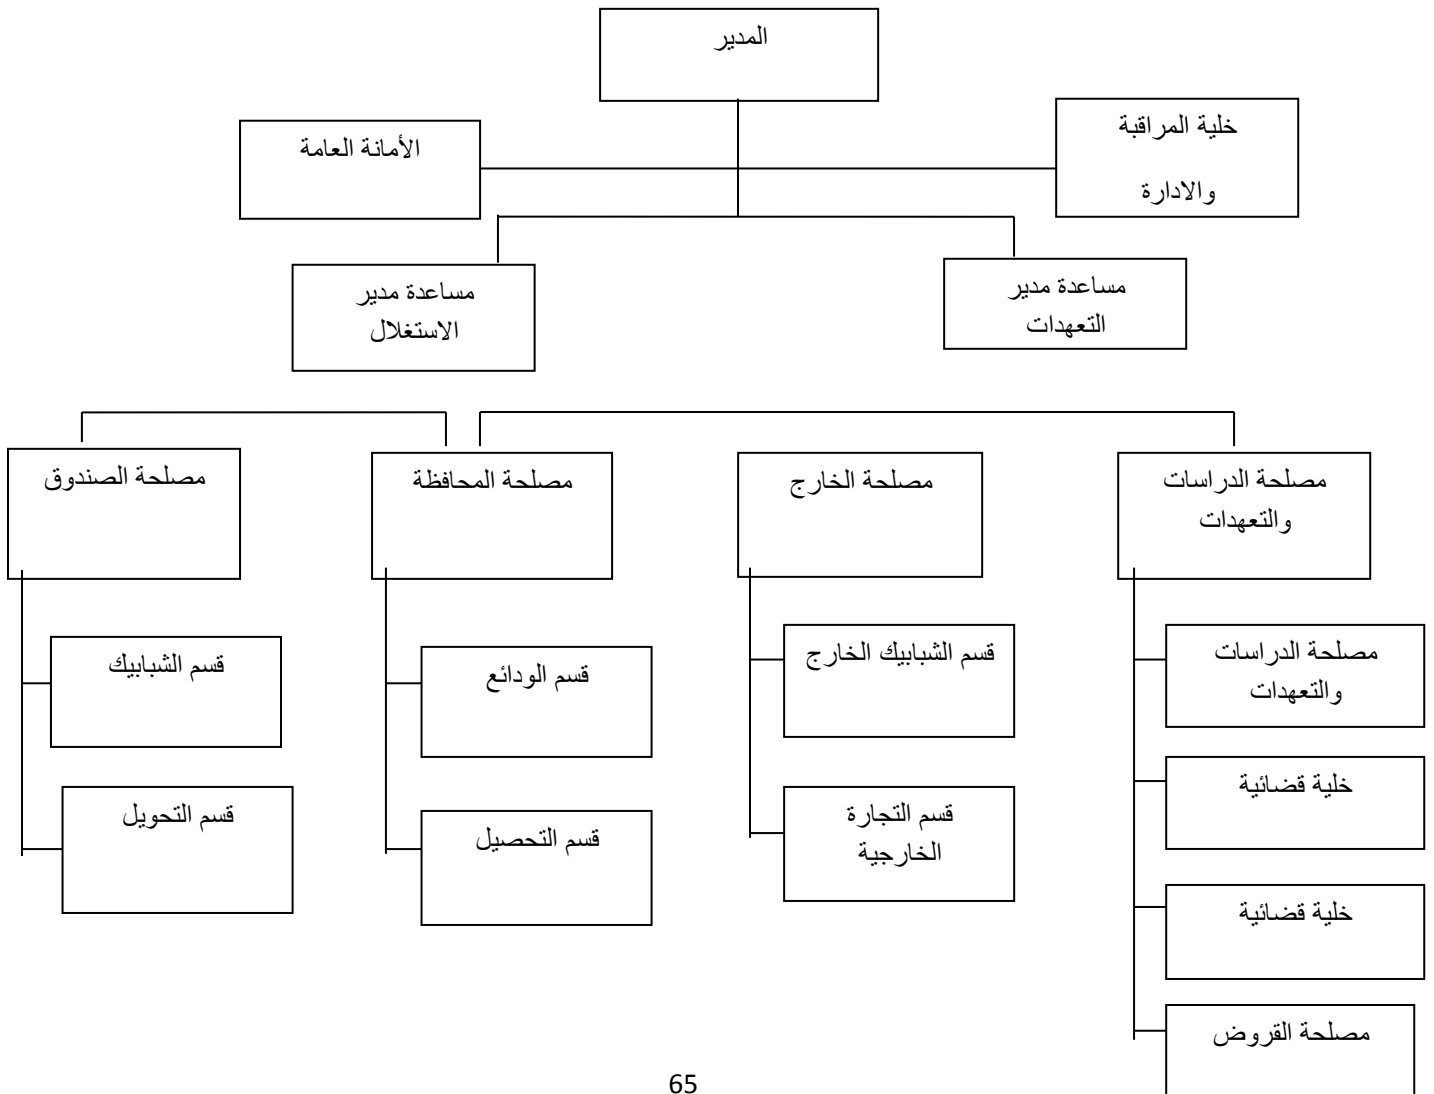 المدير
خلية المراقبة
والادارة
الأمانة العامة
مساعدة مدير
التعهدات
مساعدة مدير
الاستغلال
مصلحة الدراسات
والتعهدات
مصلحة الخارج
مصلحة المحافظة
مصلحة الصندوق
مصلحة الدراسات
والتعهدات
قسم الشبابيك الخارج
قسم الودائع
قسم الشبابيك
خلية قضائية
قسم التجارة
الخارجية
قسم التحصيل
قسم التحويل
خلية قضائية
مصلحة القروض
65